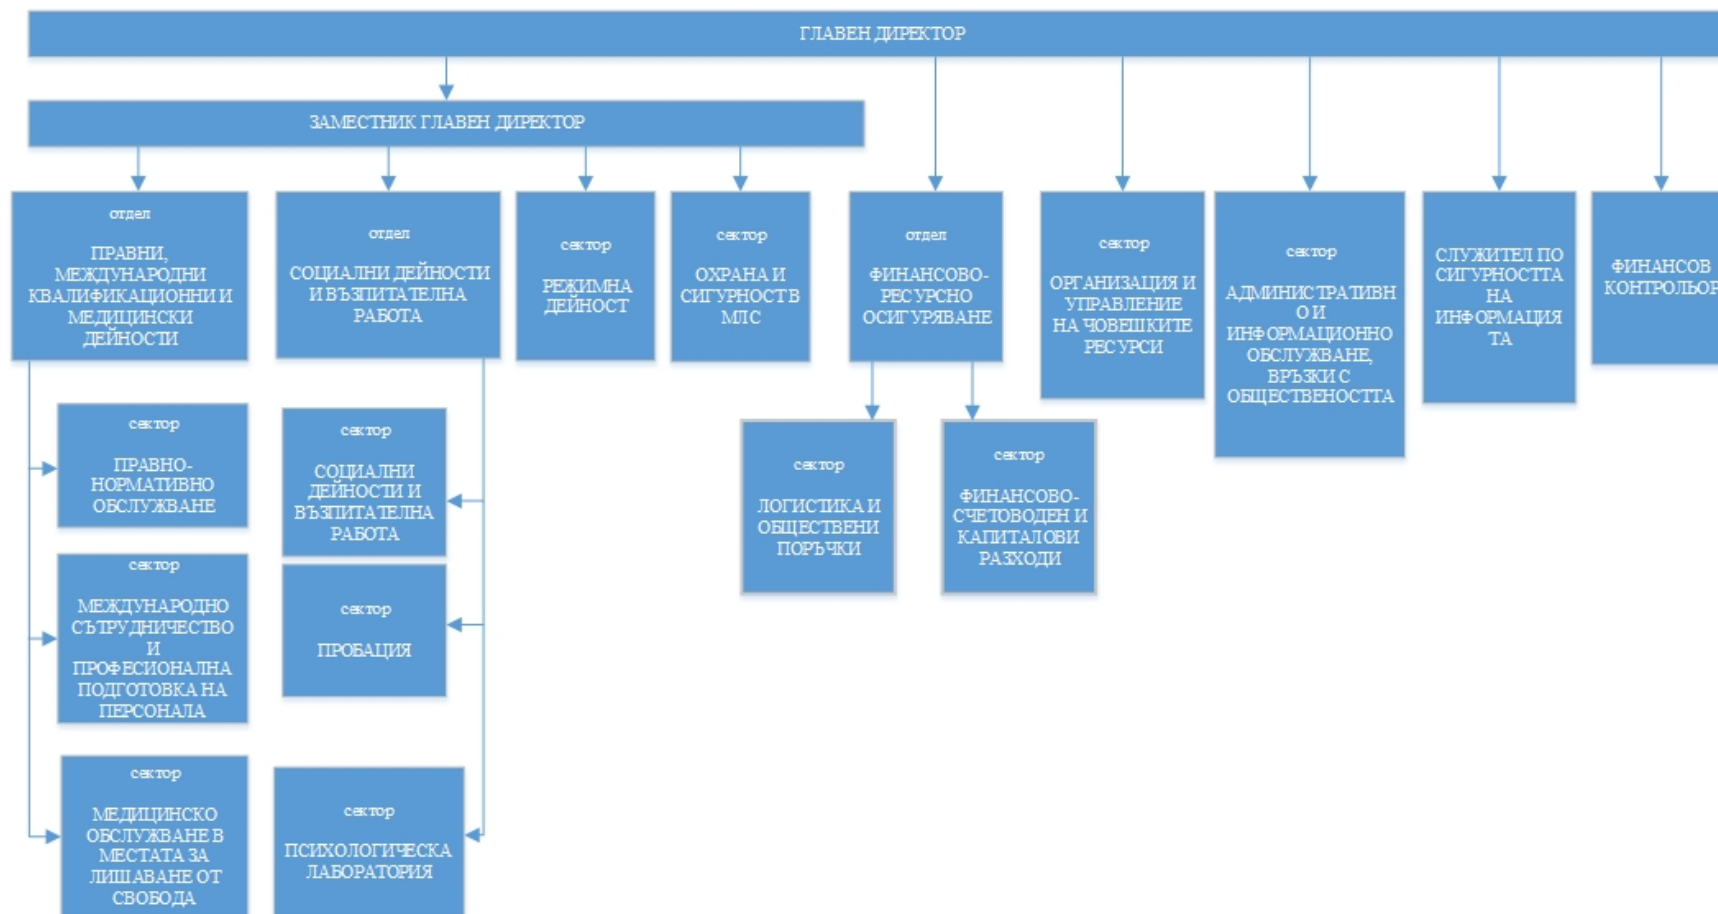 ГЛАВЕН ДИРЕКТОР
ЗАМЕСТНИК ГЛАВЕН ДИРЕКТОР
отдел
ПРАВНИ,
МЕЖДУНАРОДНИ
КВАЛИФИКАЦИОННИ И
МЕДИЦИНСКИ
ДЕЙНОСТИ
отдел
СОЦИАЛНИ ДЕЙНОСТИ
И ВЪЗПИТАТЕЛНА
РАБОТА
сектор
РЕЖИМНА
ДЕЙНОСТ
сектор
ОХРАНА И
СИГУРНОСТ В
МЛС
отдел
ФИНАНСОВО-
РЕСУРСНО
ОСИГУРЯВАНЕ
сектор
ОРГАНИЗАЦИЯ И
УПРАВЛЕНИЕ
НА ЧОВЕШКИТЕ
РЕСУРСИ
сектор
АДМИНИСТРАТИВН
О И
ИНФОРМАЦИОННО
ОБСЛУЖВАНЕ,
ВРЪЗКИ С
ОБЩЕСТВЕНОСТТА
СЛУЖИТЕЛ ПО
СИГУРНОСТТА
НА
ИНФОРМАЦИЯ
ТА
ФИНАНСОВ
КОНТРОЛЬОР
сектор
ПРАВНО-
НОРМАТИВНО
ОБСЛУЖВАНЕ
сектор
МЕЖДУНАРОДНО
СЪТРУДНИЧЕСТВО
И
ПРОФЕСИОНАЛНА
ПОДГОТОВКА НА
ПЕРСОНАЛА
сектор
МЕДИЦИНСКО
ОБСЛУЖВАНЕ В
МЕСТАТА ЗА
ЛИШАВАНЕ ОТ
СВОБОДА
сектор
СОЦИАЛНИ
ДЕЙНОСТИ И
ВЪЗПИТАТЕЛНА
РАБОТА
сектор
ПРОБАЦИЯ
сектор
ПСИХОЛОГИЧЕСКА
ЛАБОРАТОРИЯ
сектор
ЛОГИСТИКА И
ОБЩЕСТВЕНИ
ПОРЪЧКИ
сектор
ФИНАНСОВО-
СЧЕТОВОДЕН И
КАПИТАЛОВИ
РАЗХОДИ